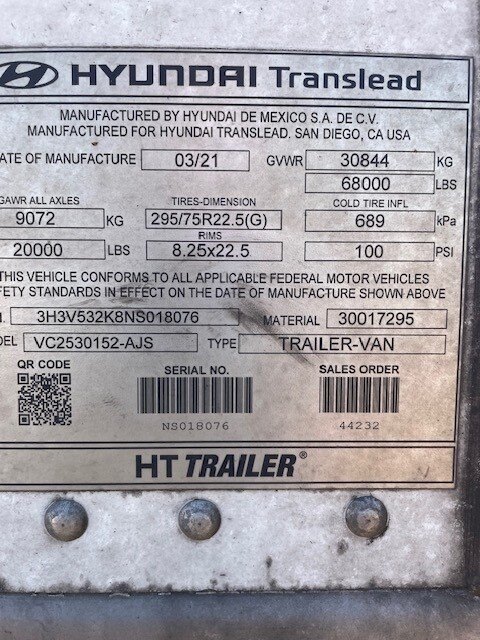 HYUNDAI Translead
MANUFACTURED BY HYUNDAI DE MEXICO S.A. DE C.V.
MANUFACTURED FOR HYUNDAI TRANSLEAD, SAN DIEGO, CA USA
ATE OF MANUFACTURE 03/21 GVWR 30844 KG
68000 LBS
GAWR ALL AXLES TIRES-DIMENSION COLD TIRE INFL
9072 KG 295/75R22.5(G) 689 kPa
RIMS
20000 LBS 8.25x22.5 100 PSI
THIS VEHICLE CONFORMS TO ALL APPLICABLE FEDERAL MOTOR VEHICLES
FETY STANDARDS IN EFFECT ON THE DATE OF MANUFACTURE SHOWN ABOVE
3H3V532K8NS018076 MATERIAL 30017295
DEL VC2530152-AJS TYPE TRAILER-VAN
QR CODE SERIAL NO. SALES ORDER
NS018076 44232
HT TRAILER®